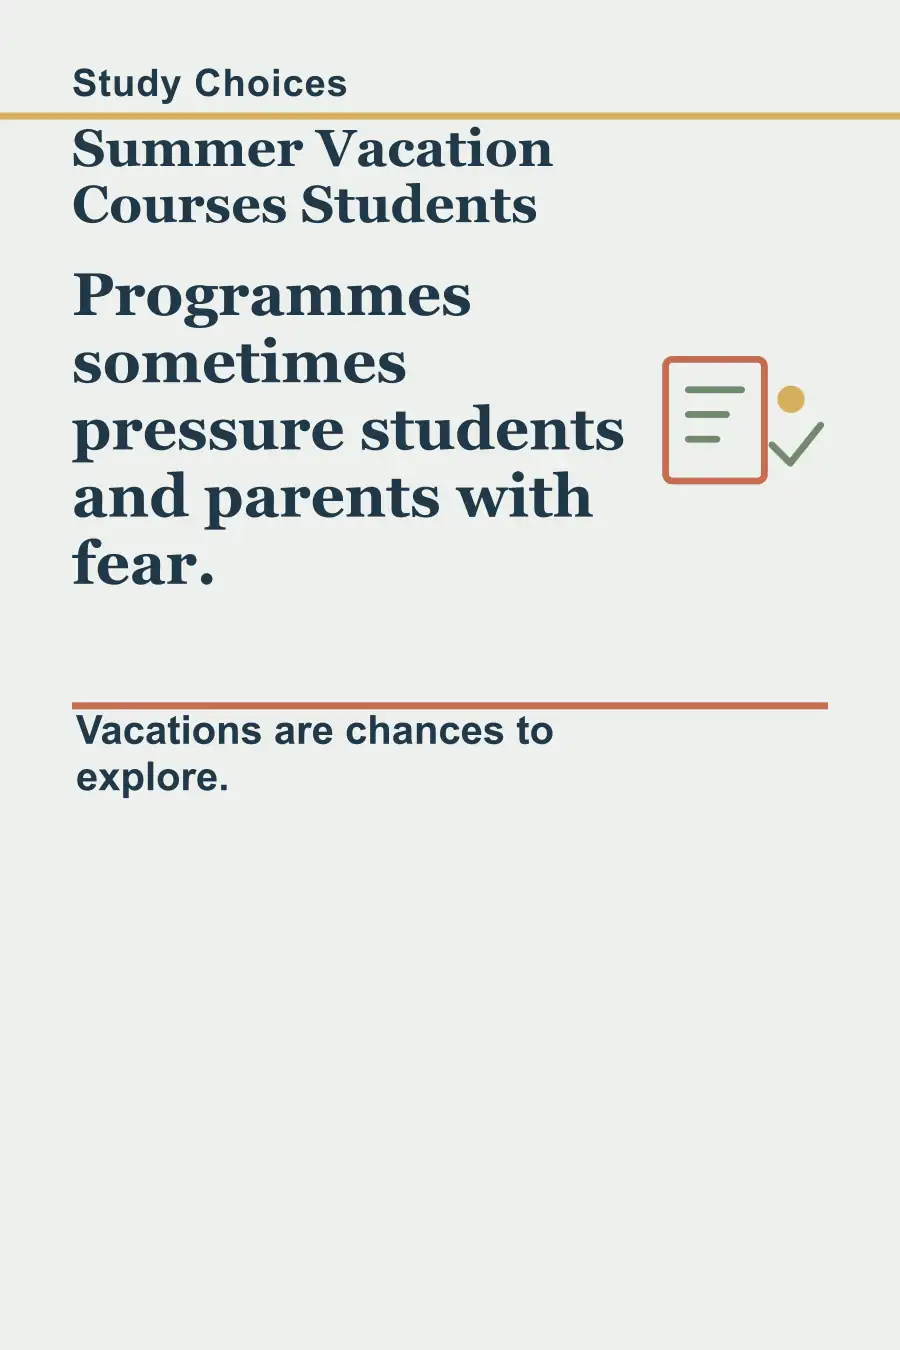 Study Choices
Summer Vacation
Courses Students
Programmes
sometimes
pressure students
and parents with
fear.
Vacations are chances to
explore.